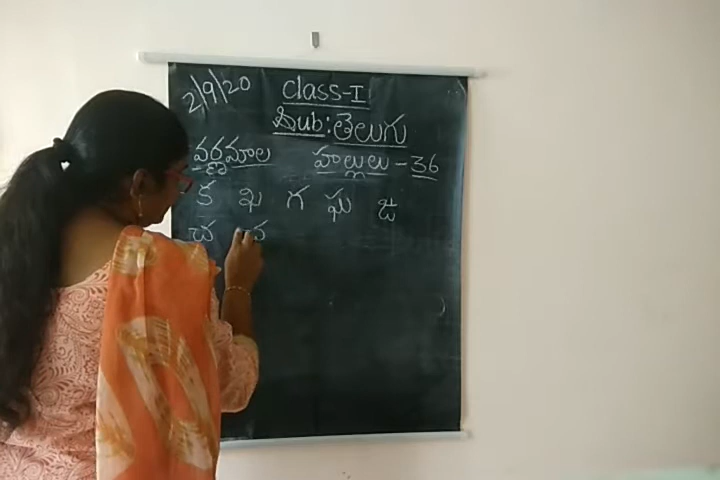 2/9/20
Class-I
Sub: తెలుగు
వర్ణమాల హల్లులు - 36
క ఖ గ ఘ ఙ
చ